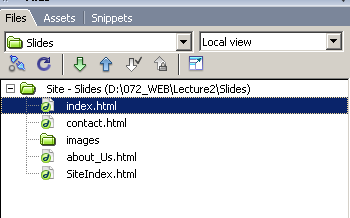 Files
Files Assets Snippets
Slides Local view
Site - Slides (D:\072_WEB\Lecture2\Slides)
index.html
contact.html
images
about_Us.html
SiteIndex.html